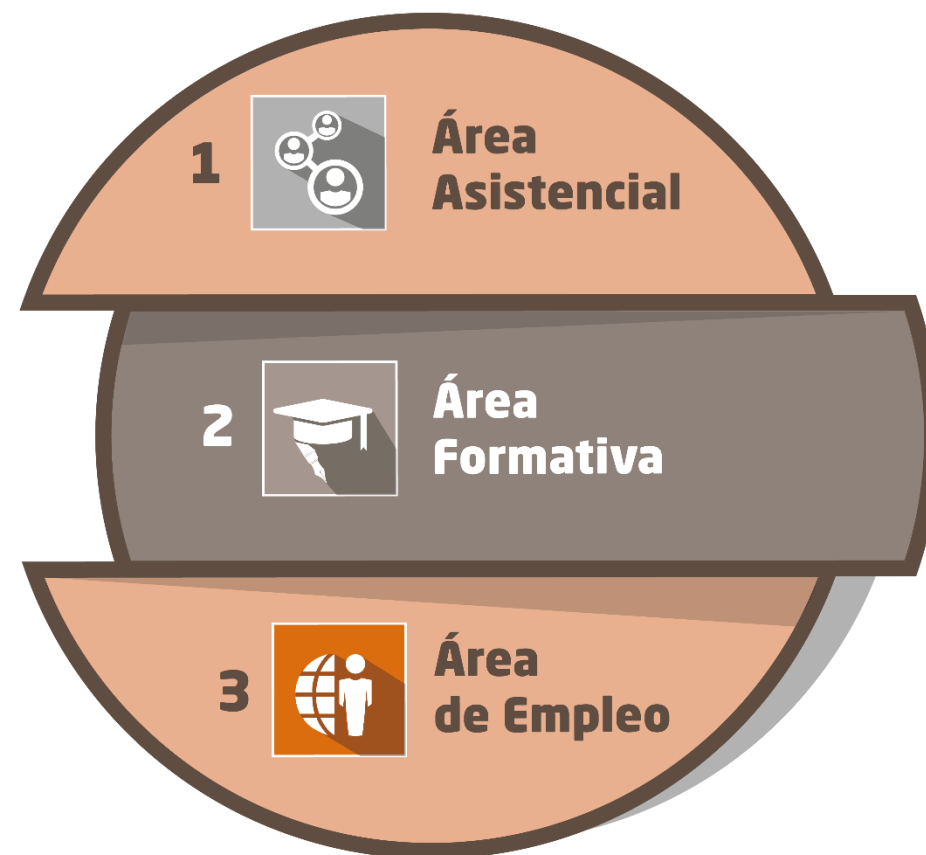 1
Área
Asistencial
2
Área
Formativa
3
Área
de Empleo